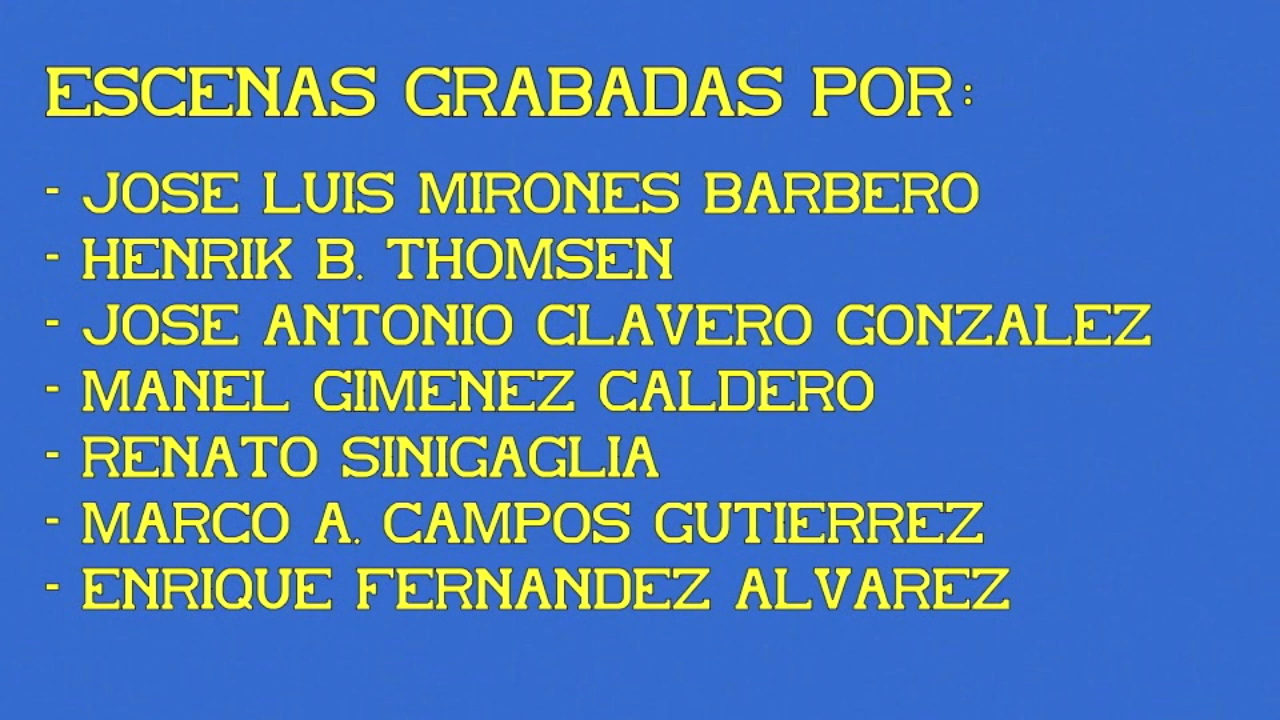 ESCENAS GRABADAS POR:
- JOSE LUIS MIRONES BARBERO
- HENRIK B. THOMSEN
- JOSE ANTONIO CLAVERO GONZALEZ
- MANEL GIMENEZ CALDERO
- RENATO SINIGAGLIA
- MARCO A. CAMPOS GUTIERREZ
- ENRIQUE FERNANDEZ ALVAREZ